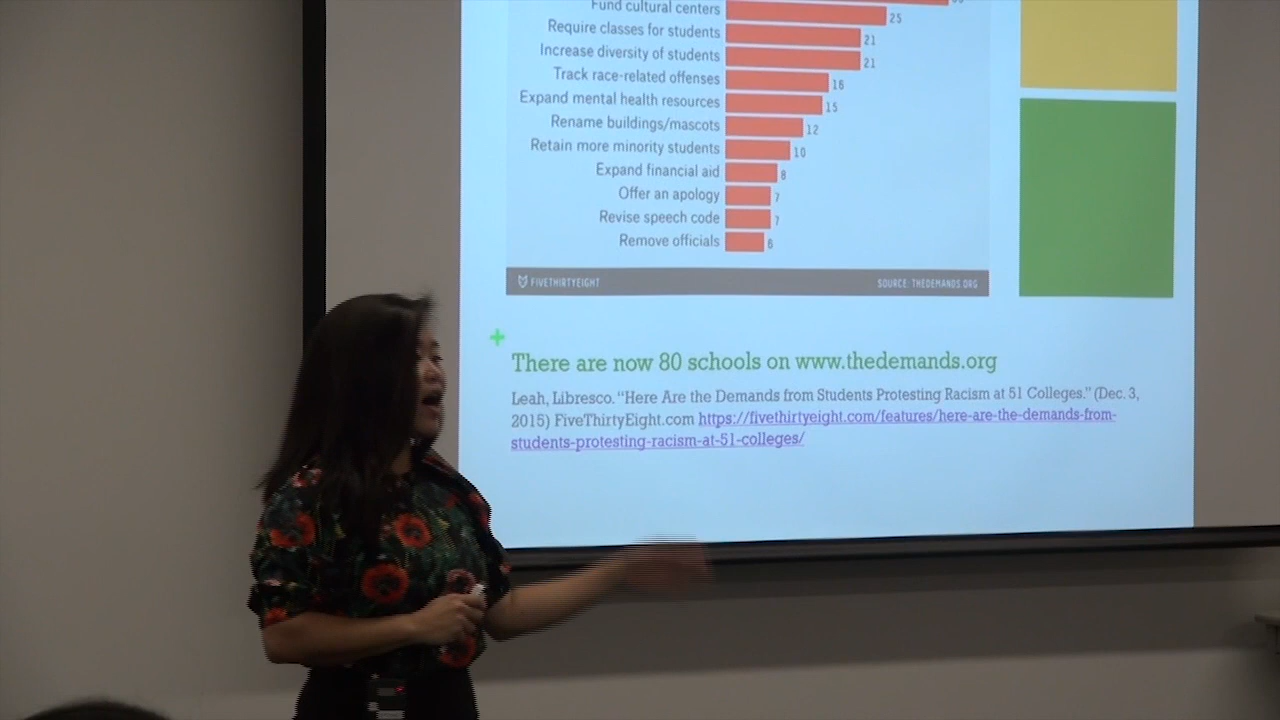 Fund cultural centers 25
Require classes for students 21
Increase diversity of students 21
Track race-related offenses 16
Expand mental health resources 15
Rename buildings/mascots 12
Retain more minority students 10
Expand financial aid 8
Offer an apology 7
Revise speech code 7
Remove officials 6
FIVETHIRTYEIGHT SOURCE: THEDEMANDS.ORG
+
There are now 80 schools on www.thedemands.org
Leah, Libresco. “Here Are the Demands from Students Protesting Racism at 51 Colleges.” (Dec. 3,
2015) FiveThirtyEight.com https://fivethirtyeight.com/features/here-are-the-demands-from-
students-protesting-racism-at-51-colleges/